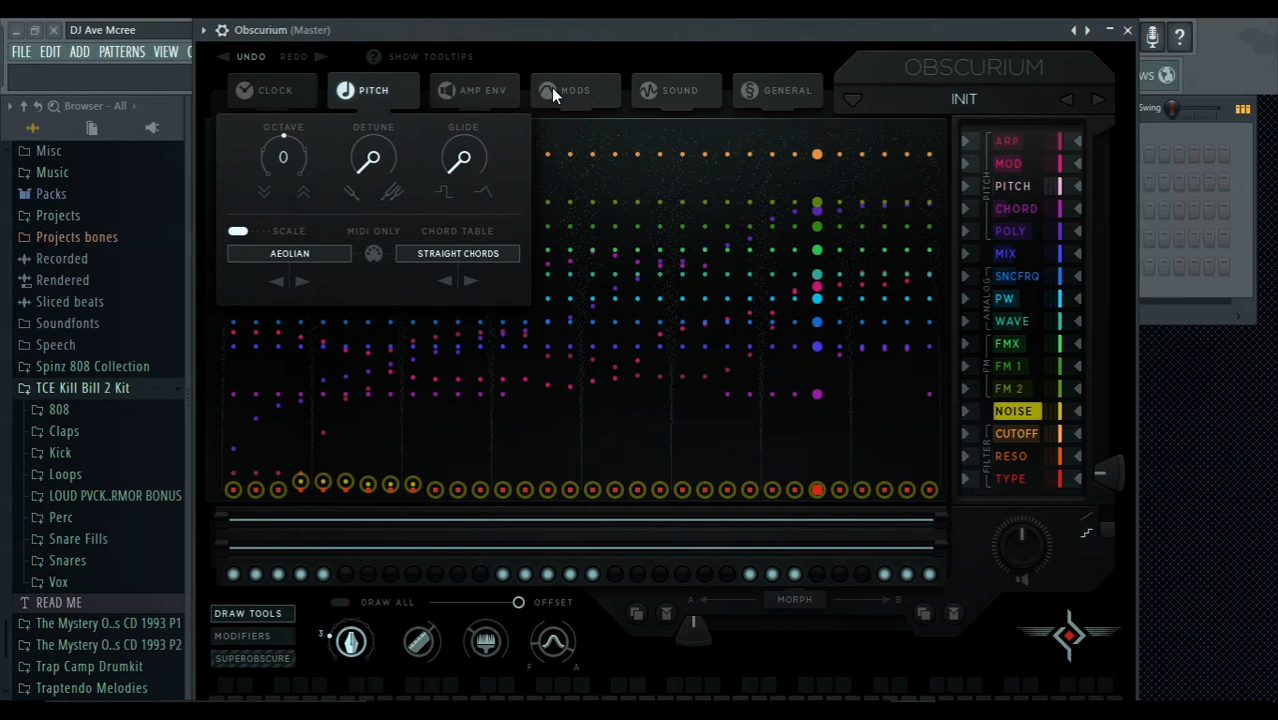 DJ Ave Mcree
Obscurium (Master)
FILE EDIT ADD PATTERNS VIEW
UNDO REDO ? SHOW TOOLTIPS
OBSCURIUM
CLOCK PITCH AMP ENV MODS SOUND GENERAL
INIT
Browser - All
Swing
OCTAVE DETUNE GLIDE
0
SCALE MIDI ONLY CHORD TABLE
AEOLIAN STRAIGHT CHORDS
Misc
Music
Packs
Projects
Projects bones
Recorded
Rendered
Sliced beats
Soundfonts
Speech
Spinz 808 Collection
TCE Kill Bill 2 Kit
808
Claps
Kick
Loops
LOUD PVCK..RMOR BONUS
Perc
Snare Fills
Snares
Vox
READ ME
The Mystery O..s CD 1993 P1
The Mystery O..s CD 1993 P2
Trap Camp Drumkit
Traptendo Melodies
ARP
MOD
PITCH
CHORD
POLY
MIX
SNCFRQ
PW
WAVE
FMX
FM 1
FM 2
NOISE
CUTOFF
RESO
TYPE
PITCH
ANALOG
FM
FILTER
DRAW TOOLS
MODIFIERS
SUPEROBSCURE
DRAW ALL OFFSET
3
F A
A MORPH B